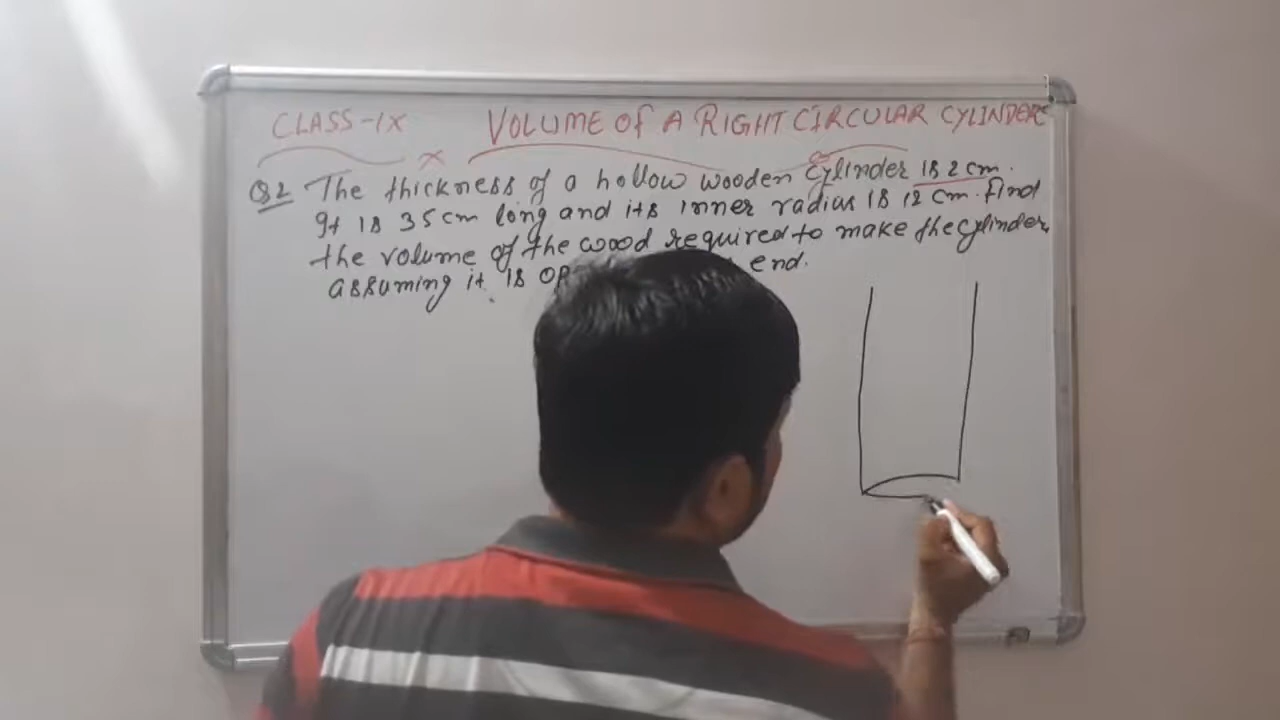 CLASS-IX VOLUME OF A RIGHT CIRCULAR CYLINDER
Q2 The thickness of a hollow wooden cylinder is 2 cm.
It is 35 cm long and its inner radius is 12 cm. Find
the volume of the wood required to make the cylinder,
assuming it is end.